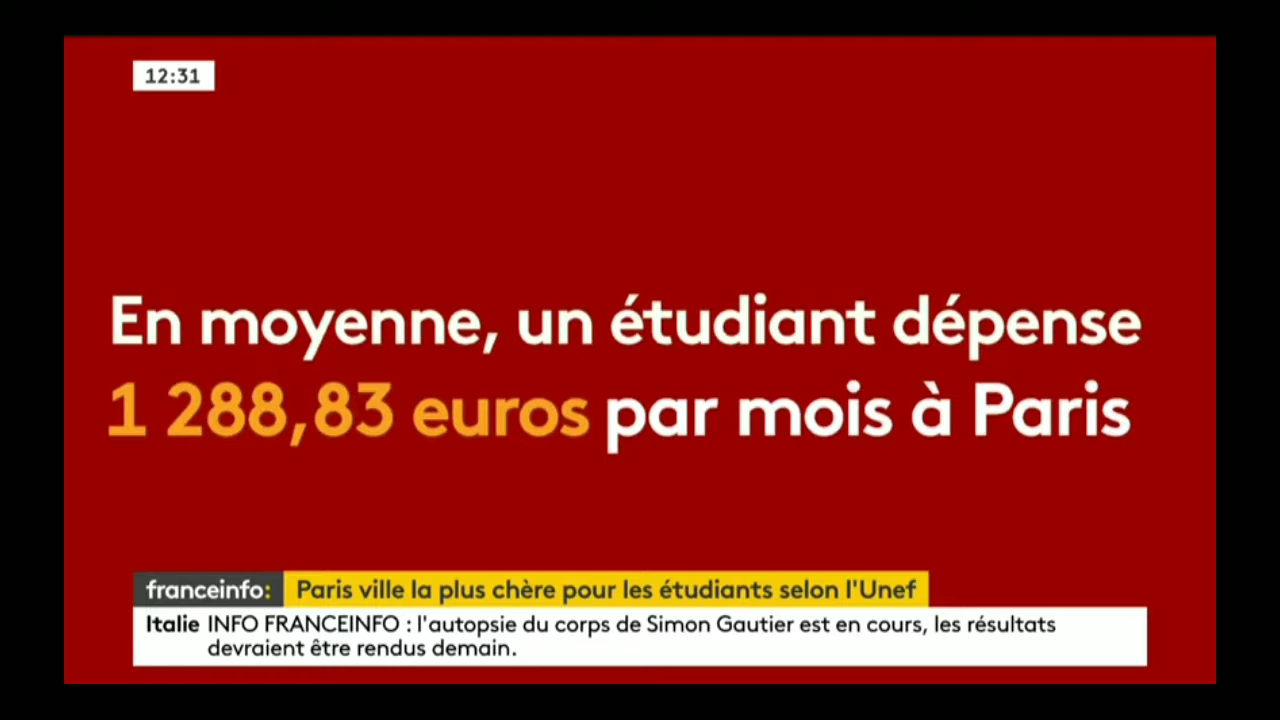 12:31
En moyenne, un étudiant dépense
1 288,83 euros par mois à Paris
franceinfo: Paris ville la plus chère pour les étudiants selon l'Unef
Italie INFO FRANCEINFO : l'autopsie du corps de Simon Gautier est en cours, les résultats
devraient être rendus demain.